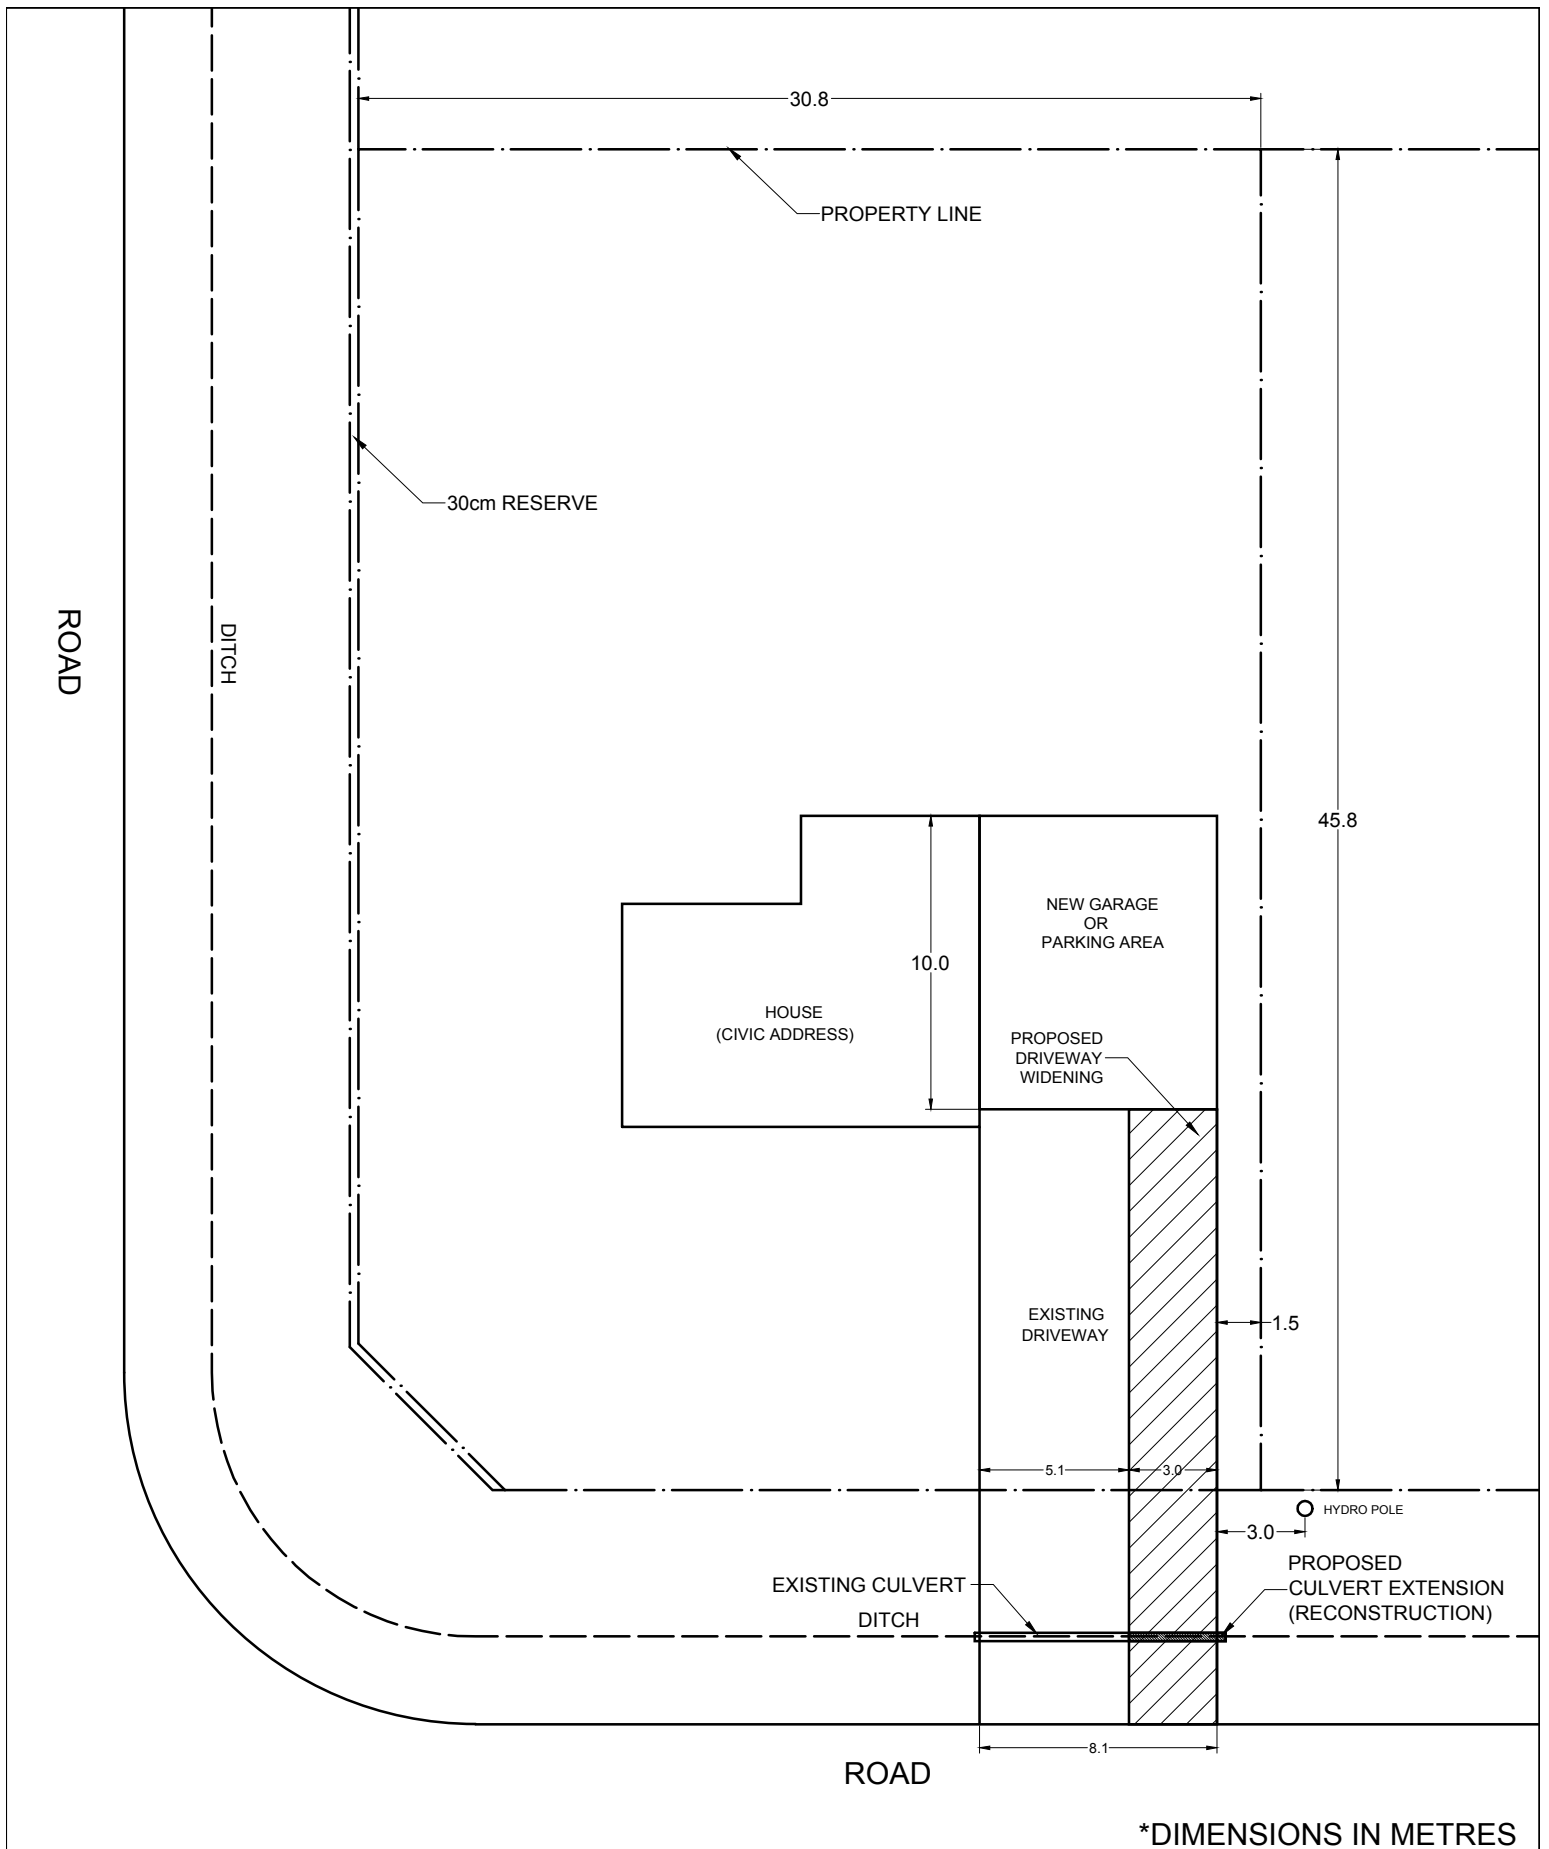 30.8
PROPERTY LINE
30cm RESERVE
ROAD
DITCH
45.8
NEW GARAGE
OR
PARKING AREA
10.0
HOUSE
(CIVIC ADDRESS)
PROPOSED
DRIVEWAY
WIDENING
EXISTING
DRIVEWAY
1.5
5.1
3.0
HYDRO POLE
3.0
EXISTING CULVERT
DITCH
PROPOSED
CULVERT EXTENSION
(RECONSTRUCTION)
8.1
ROAD
*DIMENSIONS IN METRES